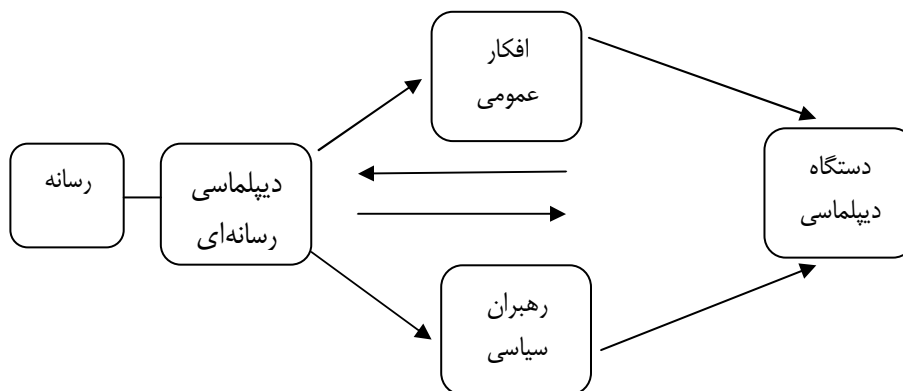 افکار
عمومی
رسانه
دیپلماسی
رسانه‌ای
دستگاه
دیپلماسی
رهبران
سیاسی